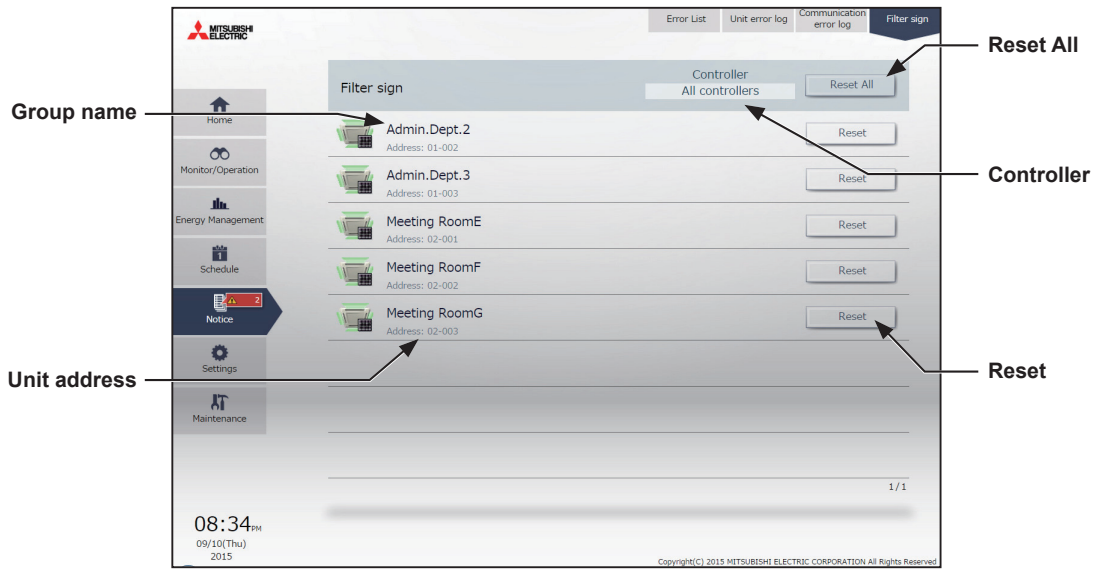 MITSUBISHI
ELECTRIC
Error List
Unit error log
Communication
error log
Filter sign
Reset All
Filter sign
Controller
All controllers
Reset All
Group name
Home
Admin.Dept.2
Address: 01-002
Reset
Monitor/Operation
Admin.Dept.3
Address: 01-003
Reset
Controller
Energy Management
Meeting RoomE
Address: 02-001
Reset
1
Schedule
Meeting RoomF
Address: 02-002
Reset
2
Notice
Meeting RoomG
Address: 02-003
Reset
Settings
Unit address
Reset
Maintenance
1/1
08:34PM
09/10(Thu)
2015
Copyright(C) 2015 MITSUBISHI ELECTRIC CORPORATION All Rights Reserved